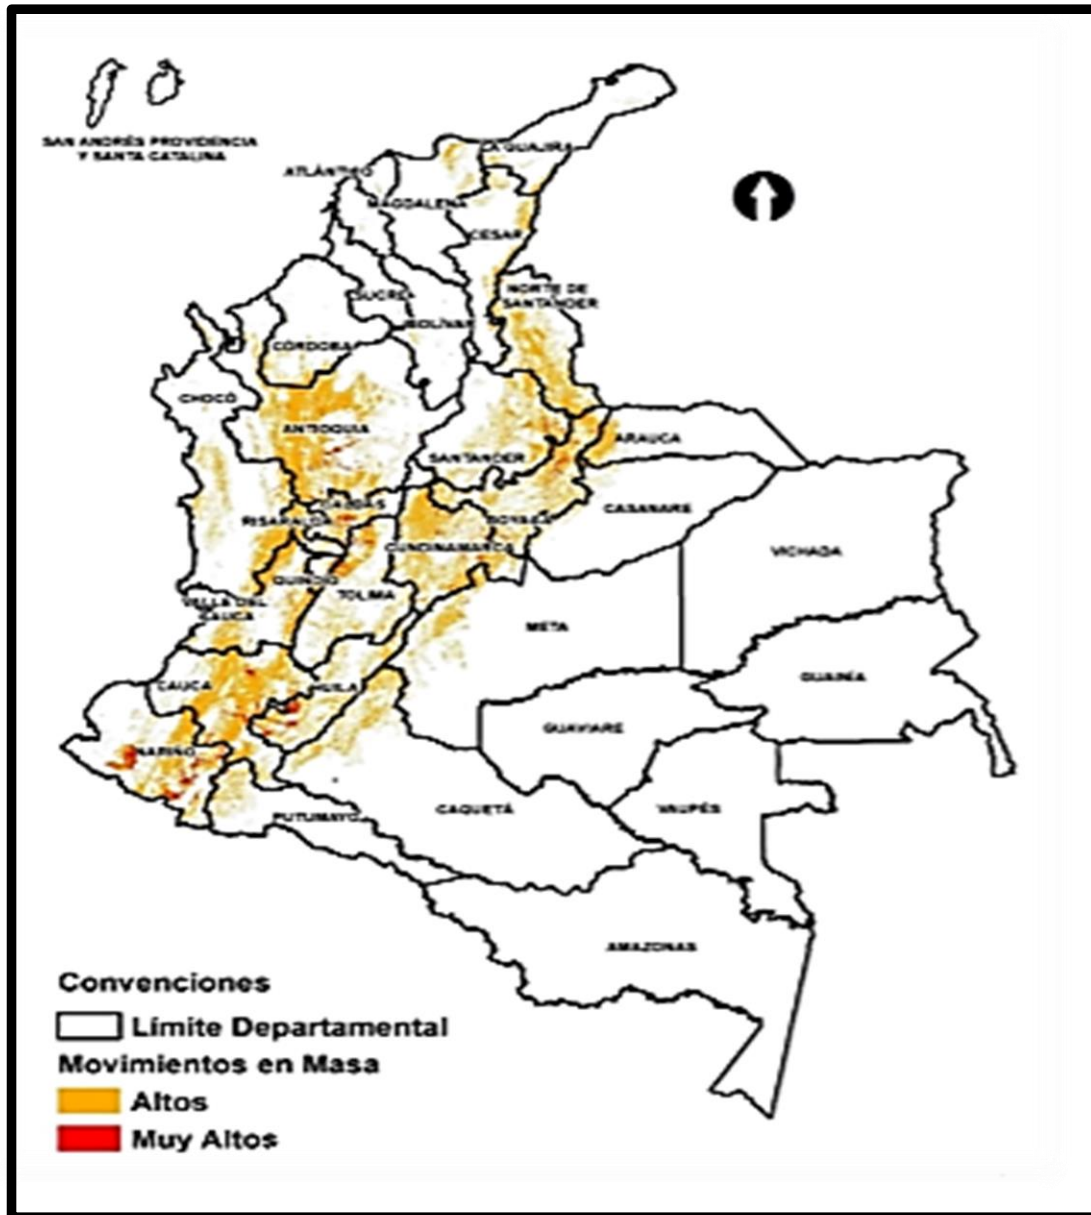 SAN ANDRÉS PROVIDENCIA
Y SANTA CATALINA
LA GUAJIRA
ATLÁNTICO
MAGDALENA
CESAR
NORTE DE
SANTANDER
SUCRE
BOLÍVAR
CÓRDOBA
CHOCÓ
ANTIOQUIA
ARAUCA
SANTANDER
CALDAS
CASANARE
RISARALDA
BOYACÁ
CUNDINAMARCA
VICHADA
QUINDÍO
TOLIMA
VALLA DEL
CAUCA
META
CAUCA
HUILA
GUAINÍA
GUAVIARE
NARIÑO
CAQUETÁ
VAUPÉS
PUTUMAYO
AMAZONAS
Convenciones
Límite Departamental
Movimientos en Masa
Altos
Muy Altos